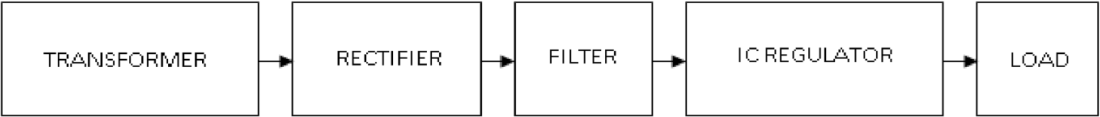 TRANSFORMER
RECTIFIER
FILTER
IC REGULATOR
LOAD